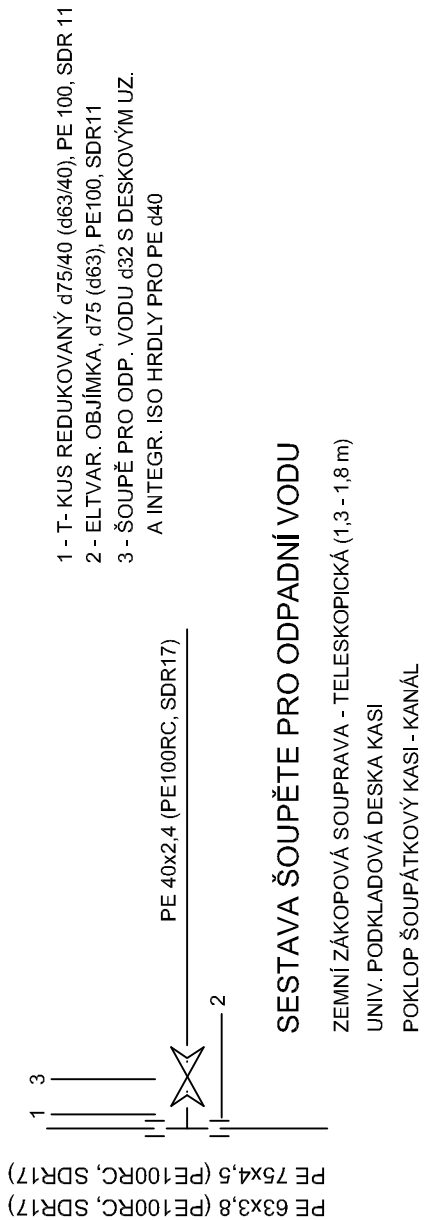 1 - T- KUS REDUKOVANÝ d75/40 (d63/40), PE 100, SDR 11
2 - ELTVAR. OBJÍMKA, d75 (d63), PE100, SDR11
3 - ŠOUPĚ PRO ODP. VODU d32 S DESKOVÝM UZ.
A INTEGR. ISO HRDLY PRO PE d40
PE 40x2,4 (PE100RC, SDR17)
1
3
2
PE 75x4,5 (PE100RC, SDR17)
PE 63x3,8 (PE100RC, SDR17)
SESTAVA ŠOUPĚTE PRO ODPADNÍ VODU
ZEMNÍ ZÁKOPOVÁ SOUPRAVA - TELESKOPICKÁ (1,3 - 1,8 m)
UNIV. PODKLADOVÁ DESKA KASI
POKLOP ŠOUPÁTKOVÝ KASI - KANÁL